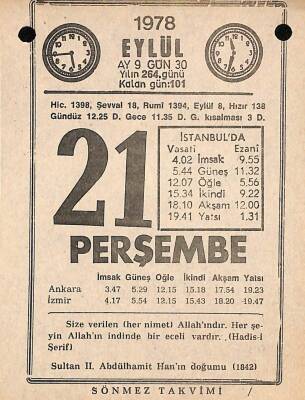 1978
EYLÜL
AY 9 GÜN 30
Yılın 264.günü
Kalan gün:101
Hic. 1398, Şevval 18, Rumî 1394, Eylül 8, Hızır 138
Gündüz 12.25 D. Gece 11.35 D. G. kısalması 3 D.
21
İSTANBUL'DA
Vasati Ezani
4.02 İmsak 9.55
5.44 Güneş 11.32
12.07 Öğle 5.56
15.34 İkindi 9.22
18.10 Akşam 12.00
19.41 Yatsı 1.31
PERŞEMBE
İmsak Güneş Öğle İkindi Akşam Yatsı
Ankara 3.47 5.29 12.15 15.18 17.54 19.23
İzmir 4.17 5.54 12.15 15.43 18.20 -19.47
Size verilen (her nimet) Allah'ındır. Her şe-
yin Allah'ın indinde bir eceli vardır. (Hadis-i
Şerif)
Sultan II. Abdülhamit Han'ın doğumu (1842)
SÖNMEZ TAKVİMİ